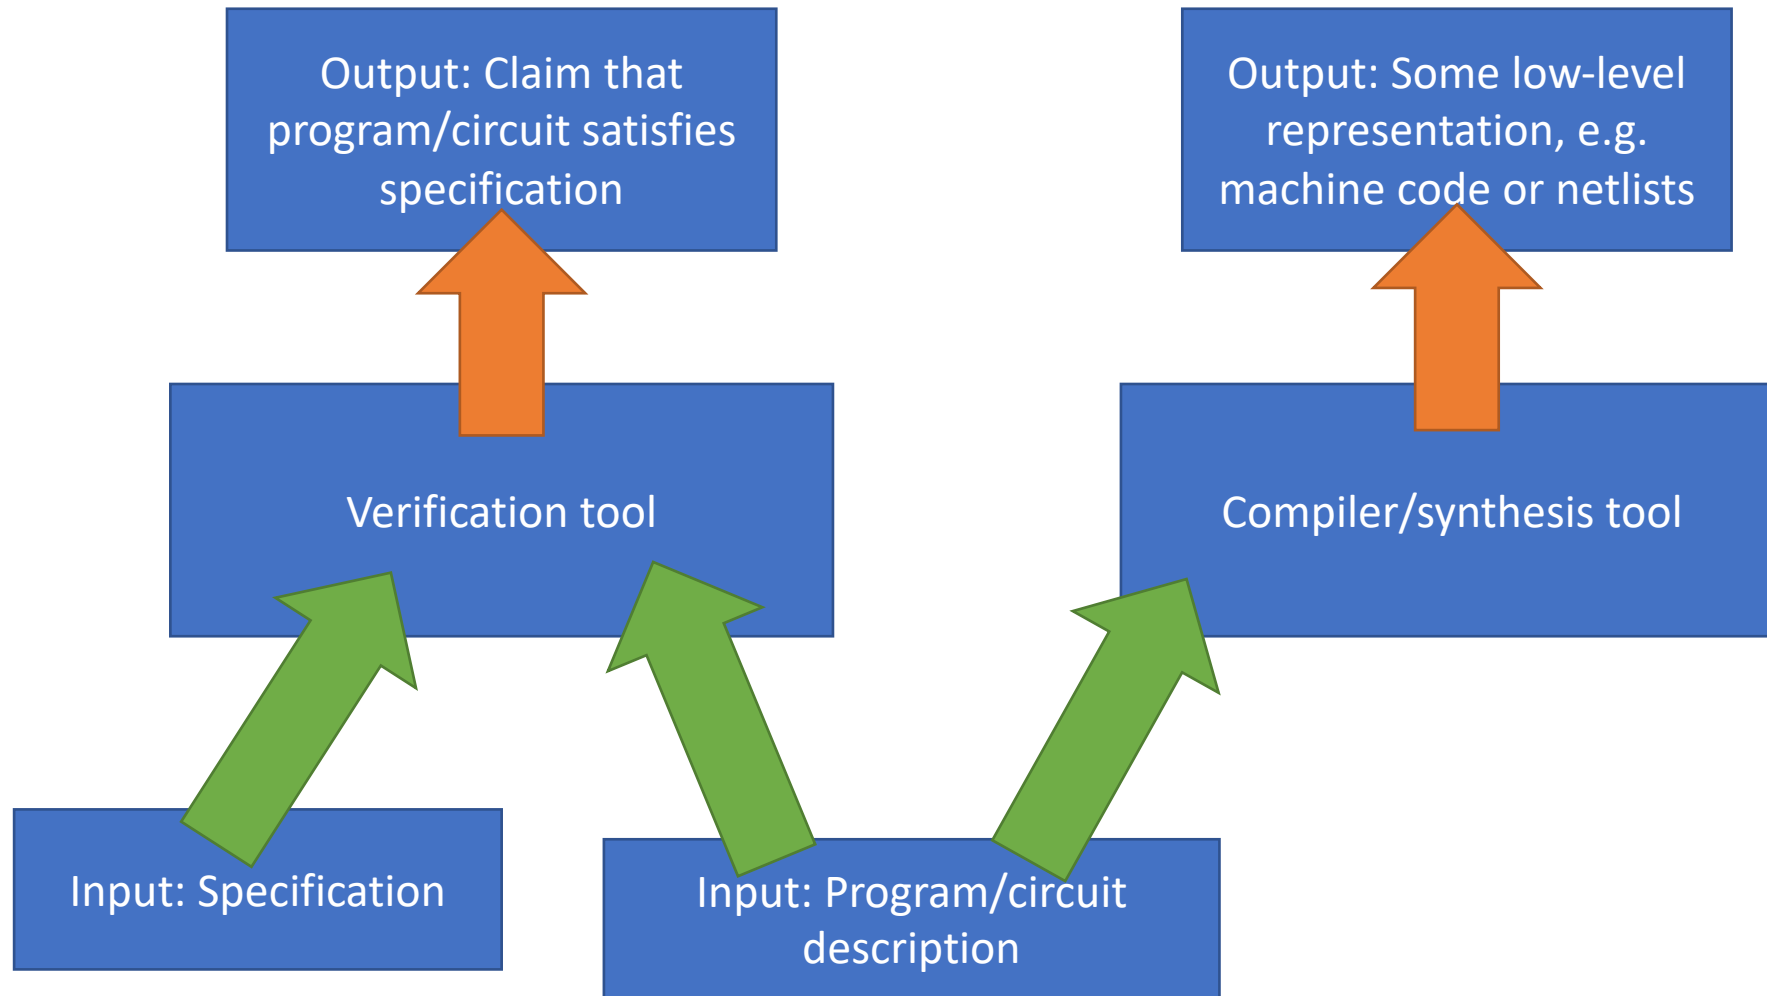 Output: Claim that
program/circuit satisfies
specification
Output: Some low-level
representation, e.g.
machine code or netlists
Verification tool
Compiler/synthesis tool
Input: Specification
Input: Program/circuit
description